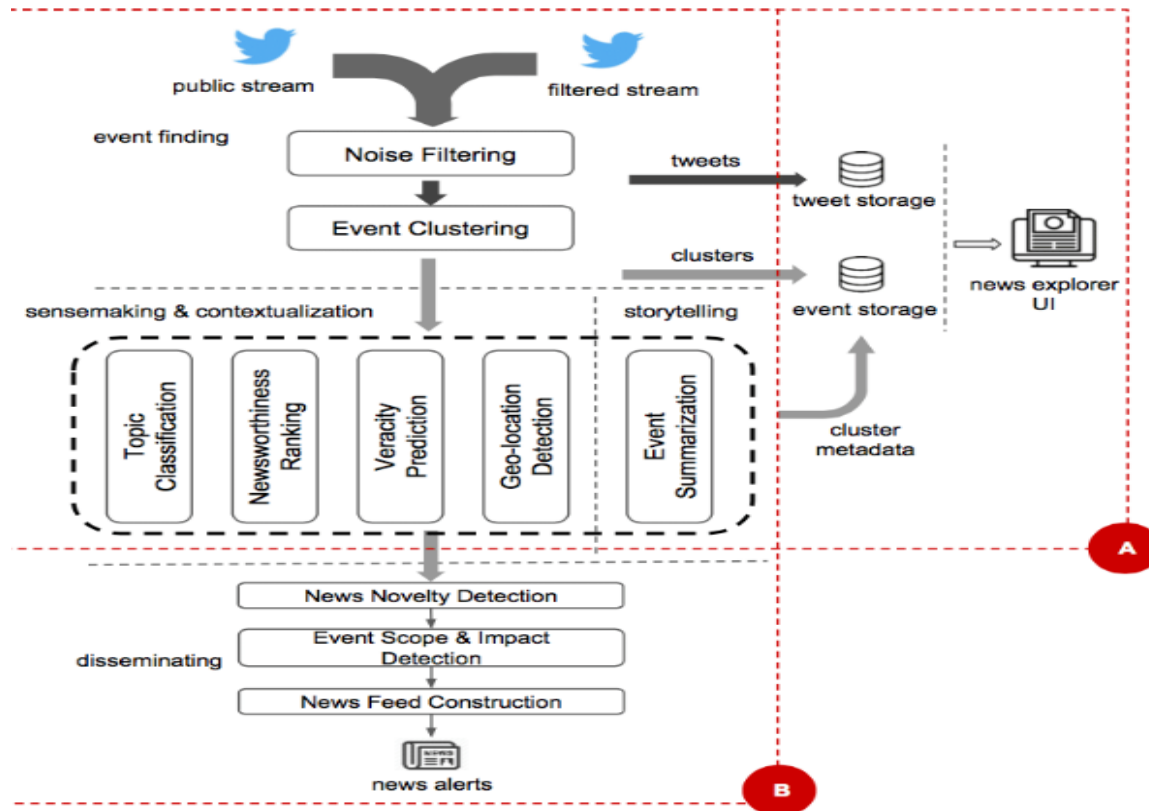 public stream
filtered stream
event finding
Noise Filtering
tweets
tweet storage
Event Clustering
clusters
event storage
news explorer
UI
sensemaking & contextualization
storytelling
Topic
Classification
Newsworthiness
Ranking
Veracity
Prediction
Geo-location
Detection
Event
Summarization
cluster
metadata
A
News Novelty Detection
Event Scope & Impact
Detection
disseminating
News Feed Construction
NEWS
news alerts
B